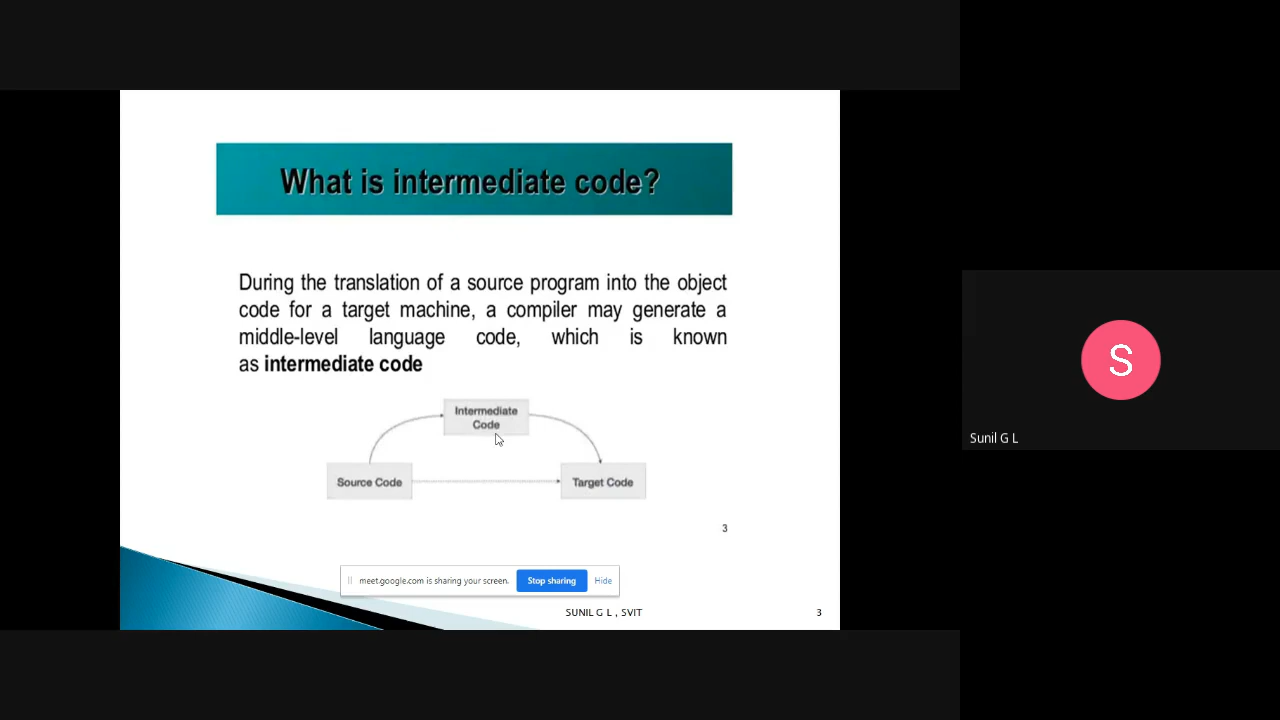 What is intermediate code?
During the translation of a source program into the object
code for a target machine, a compiler may generate a
middle-level language code, which is known
as intermediate code
Intermediate
Code
Source Code
Target Code
3
meet.google.com is sharing your screen.
Stop sharing
Hide
SUNIL G L , SVIT
3
S
Sunil G L